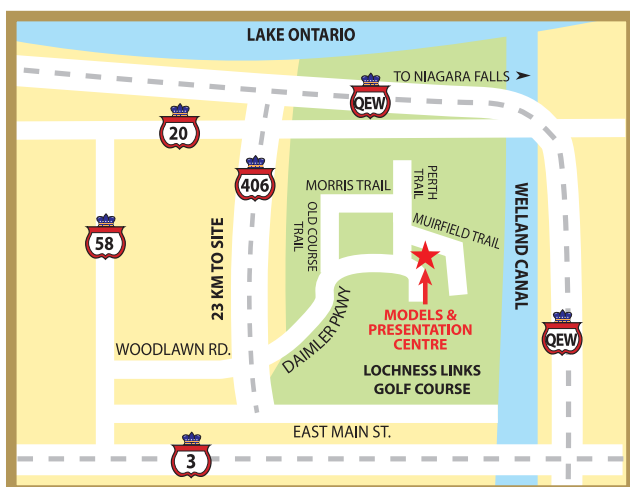 LAKE ONTARIO
TO NIAGARA FALLS
QEW
20
406
MORRIS TRAIL
PERTH
TRAIL
OLD COURSE
TRAIL
MUIRFIELD TRAIL
58
23 KM TO SITE
WELLAND CANAL
MODELS &
PRESENTATION
CENTRE
QEW
DAIMLER PKWY
WOODLAWN RD.
LOCHNESS LINKS
GOLF COURSE
EAST MAIN ST.
3